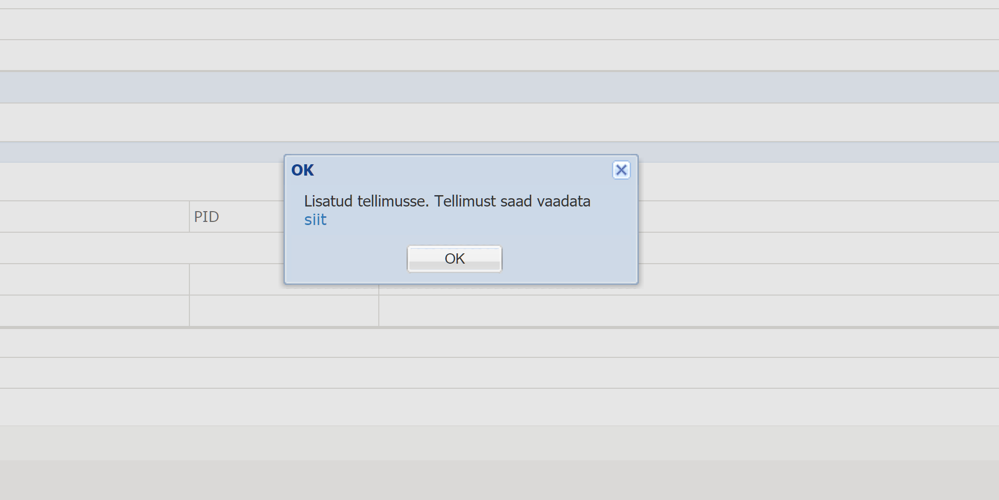 OK
Lisatud tellimusse. Tellimust saad vaadata
siit
PID
OK